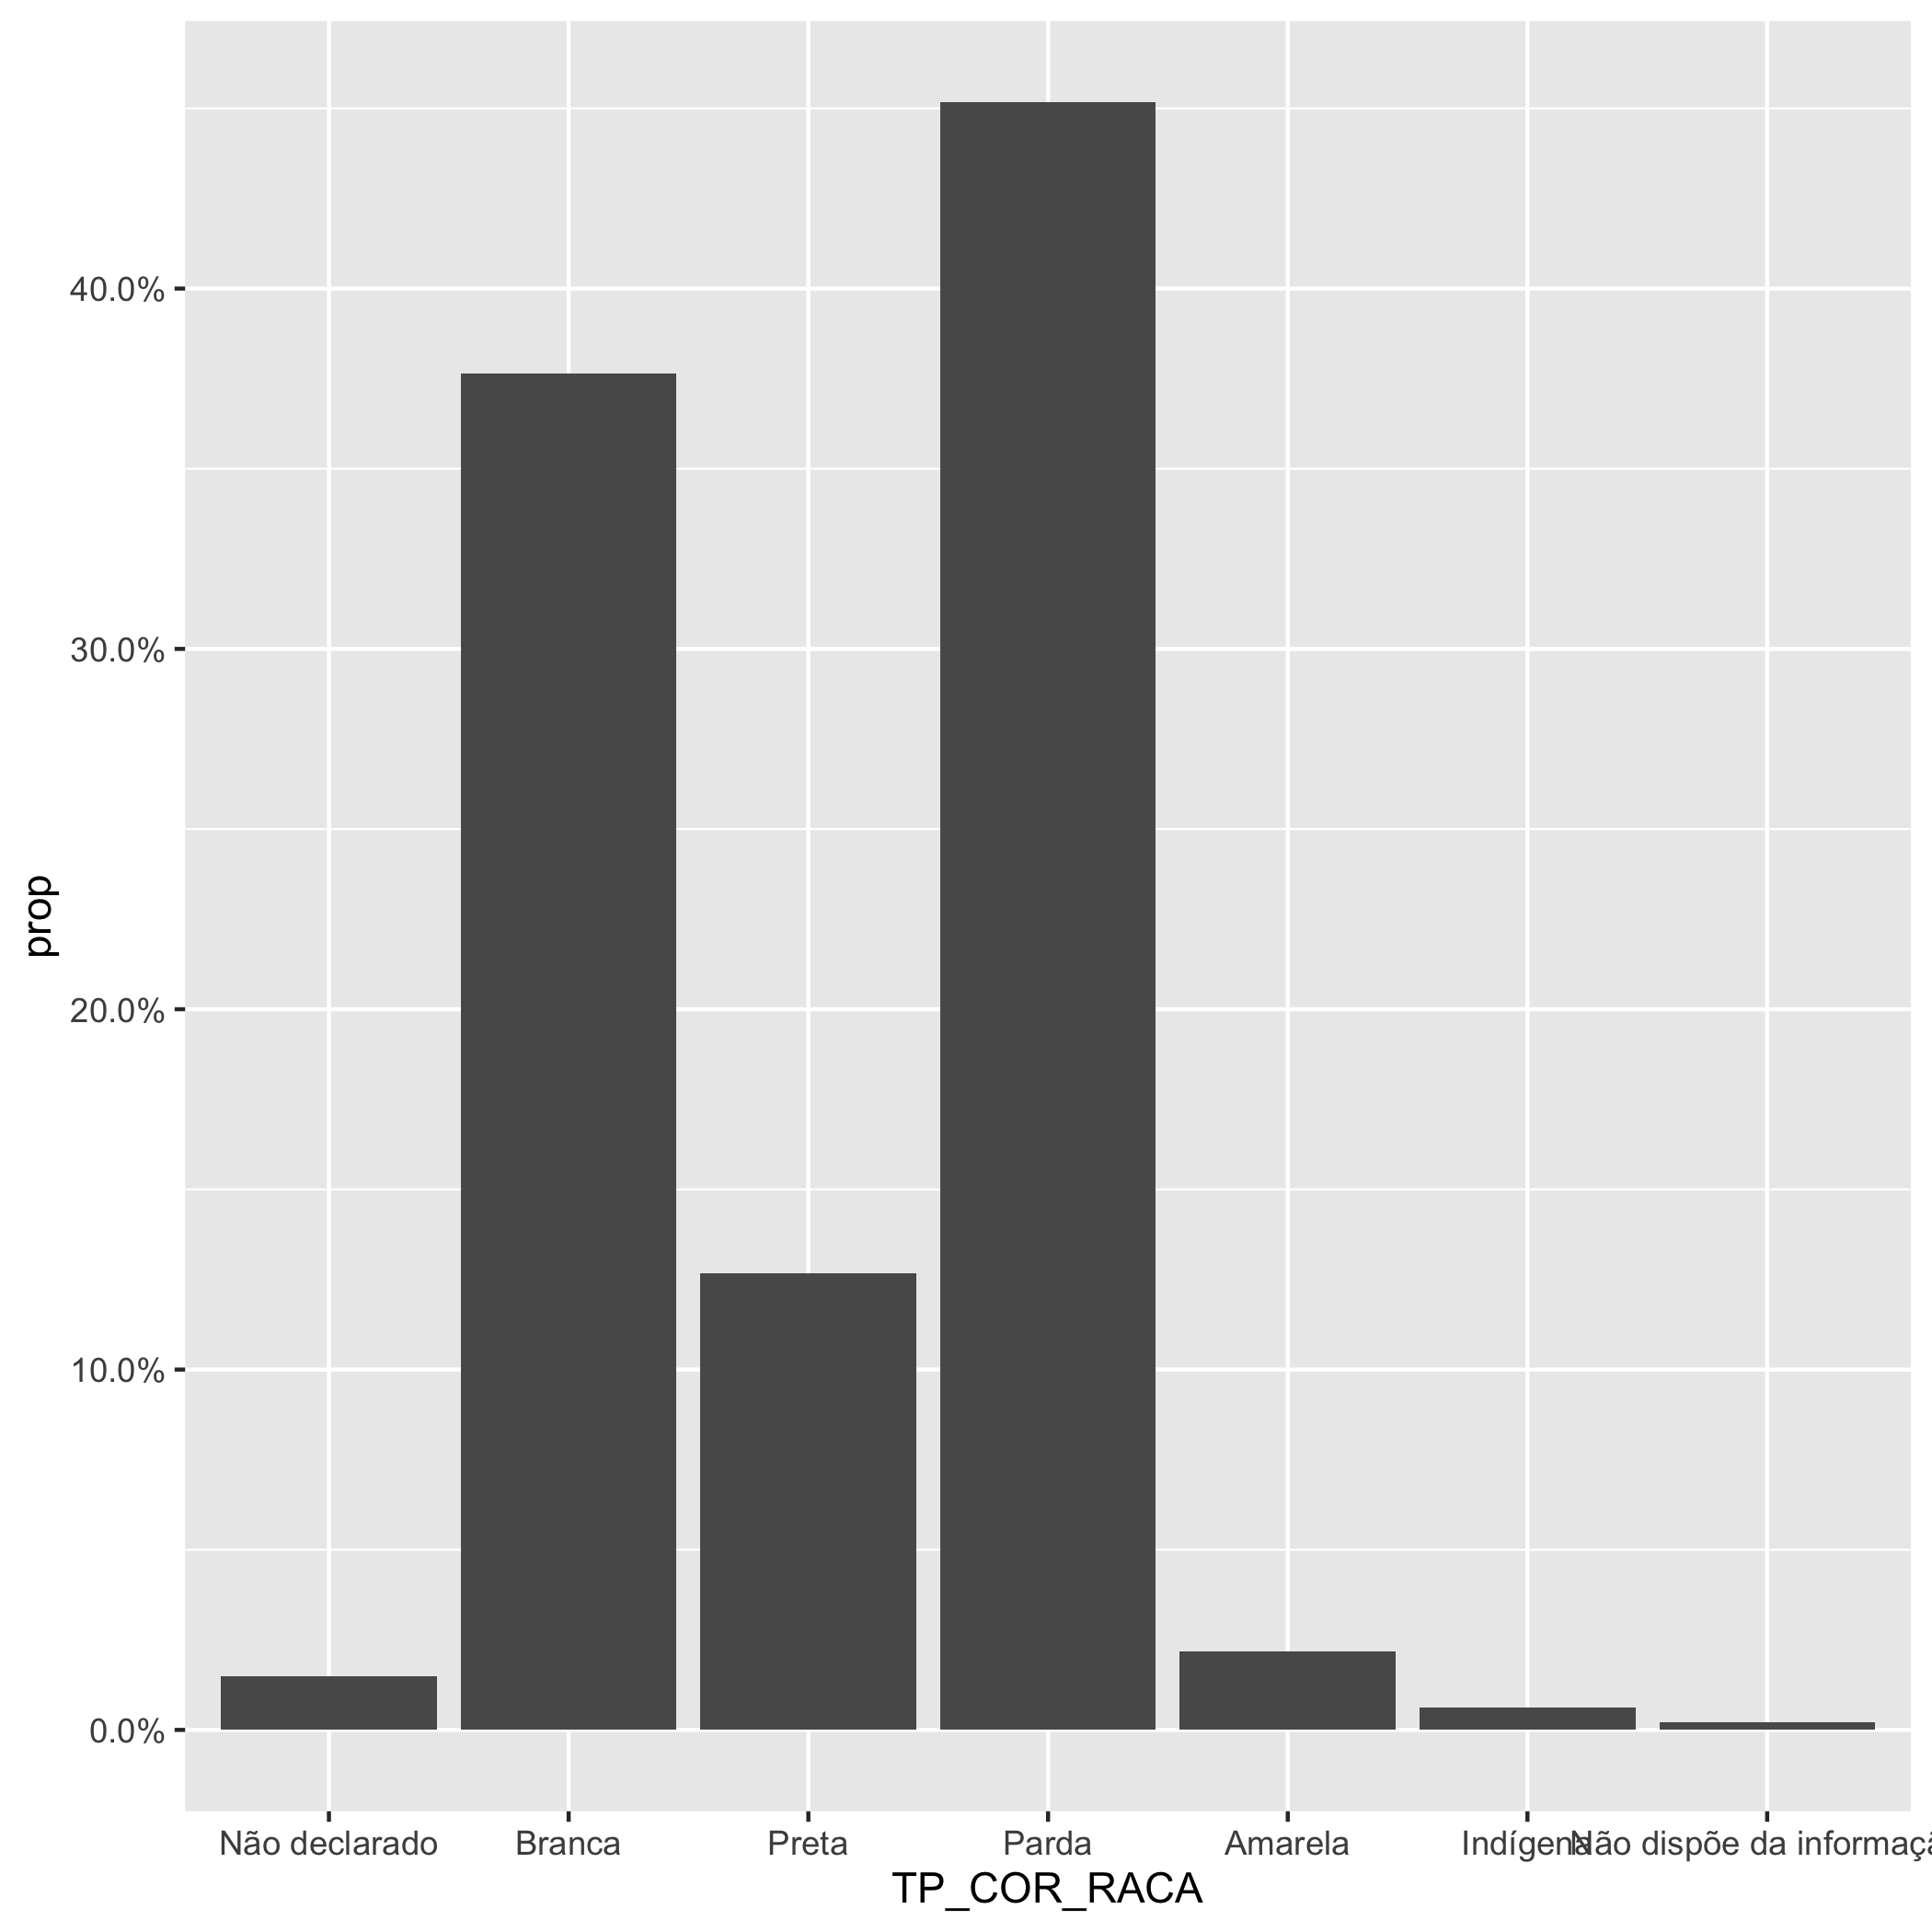 40.0%
30.0%
20.0%
10.0%
0.0%
prop
Não declarado
Branca
Preta
Parda
Amarela
Indígena
Não dispõe da informaçã
TP_COR_RACA